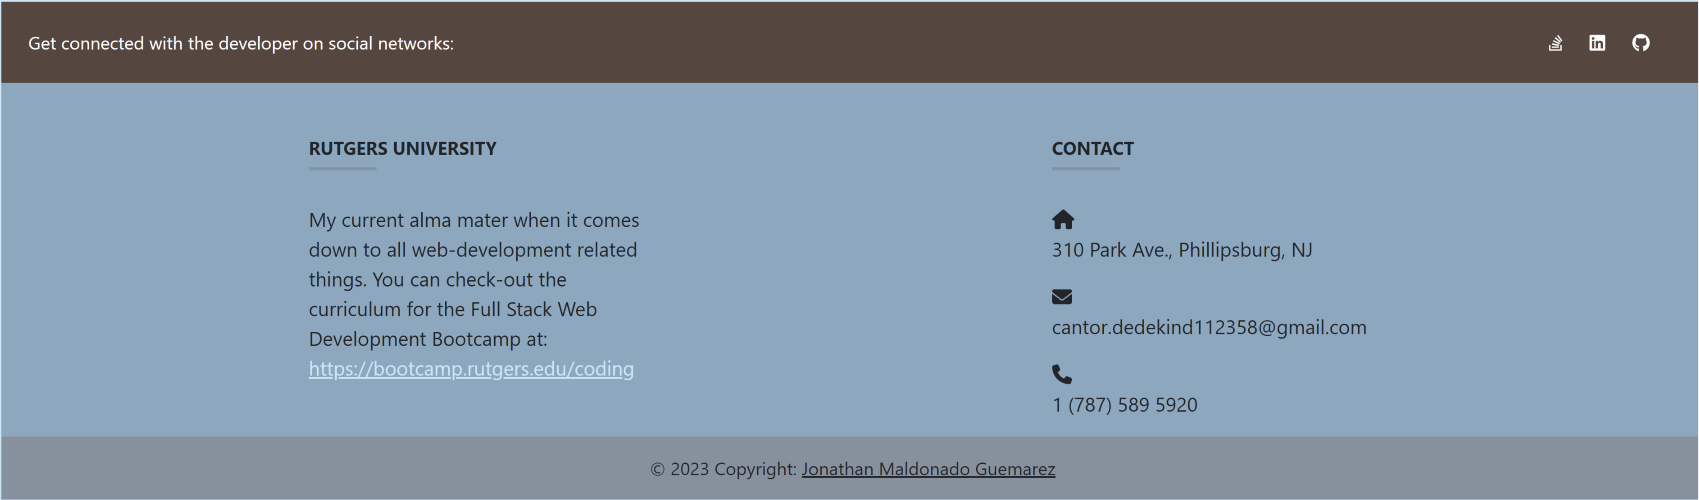 Get connected with the developer on social networks:
RUTGERS UNIVERSITY
My current alma mater when it comes
down to all web-development related
things. You can check-out the
curriculum for the Full Stack Web
Development Bootcamp at:
https://bootcamp.rutgers.edu/coding
CONTACT
310 Park Ave., Phillipsburg, NJ
cantor.dedekind112358@gmail.com
1 (787) 589 5920
© 2023 Copyright: Jonathan Maldonado Guemarez